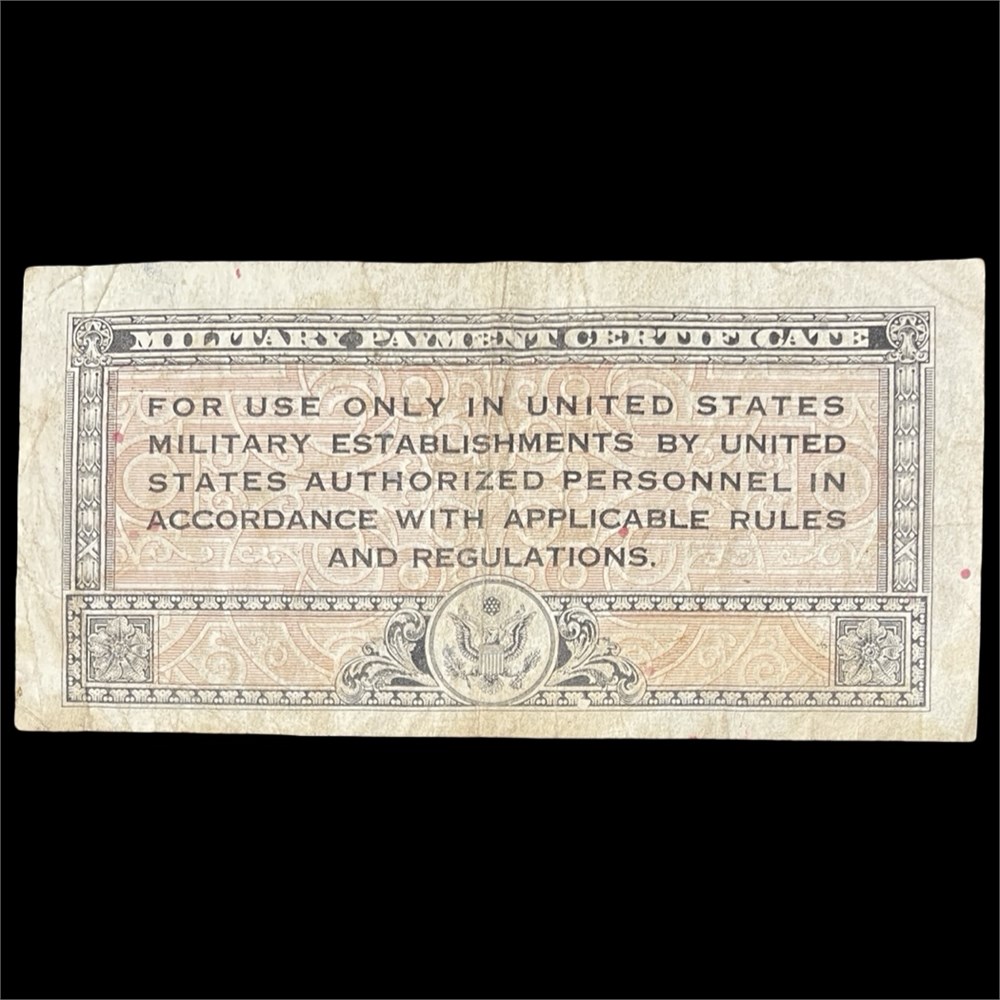 MILITARY PAYMENT CERTIFICATE
FOR USE ONLY IN UNITED STATES
MILITARY ESTABLISHMENTS BY UNITED
STATES AUTHORIZED PERSONNEL IN
ACCORDANCE WITH APPLICABLE RULES
AND REGULATIONS.